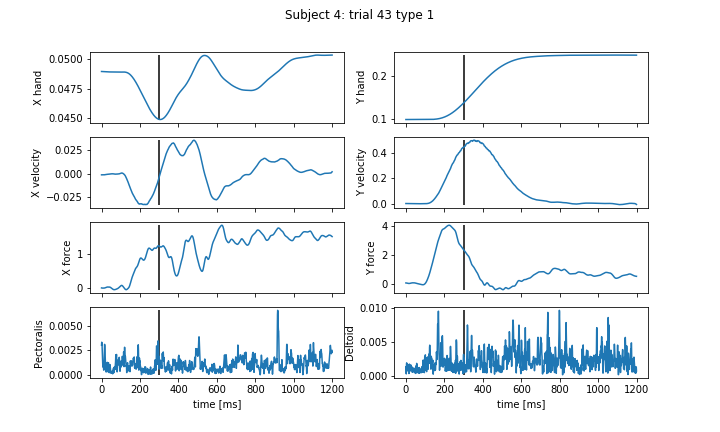 Subject 4: trial 43 type 1
X hand
0.0500
0.0475
0.0450
Y hand
0.2
0.1
X velocity
0.025
0.000
−0.025
Y velocity
0.4
0.2
0.0
X force
1
0
Y force
4
2
0
Pectoralis
0.0050
0.0025
0.0000
Deltoid
0.010
0.005
0.000
0 200 400 600 800 1000 1200
0 200 400 600 800 1000 1200
time [ms]
time [ms]